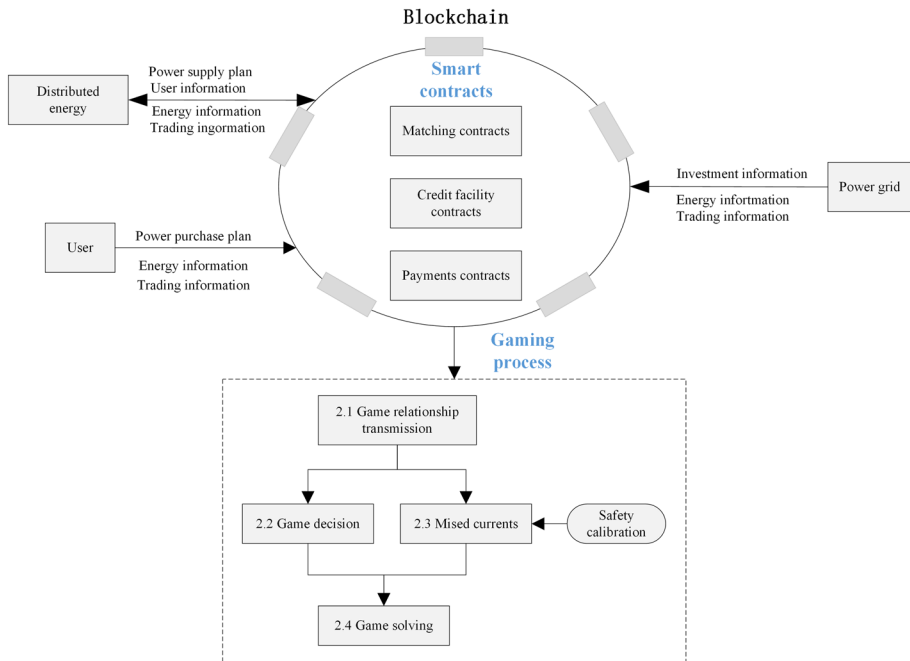 Blockchain
Smart
contracts
Distributed
energy
Power supply plan
User information
Energy information
Trading ingormation
Matching contracts
Credit facility
contracts
Payments contracts
Investment information
Energy infortmation
Trading information
Power grid
User
Power purchase plan
Energy information
Trading information
Gaming
process
2.1 Game relationship
transmission
2.2 Game decision
2.3 Mised currents
Safety
calibration
2.4 Game solving